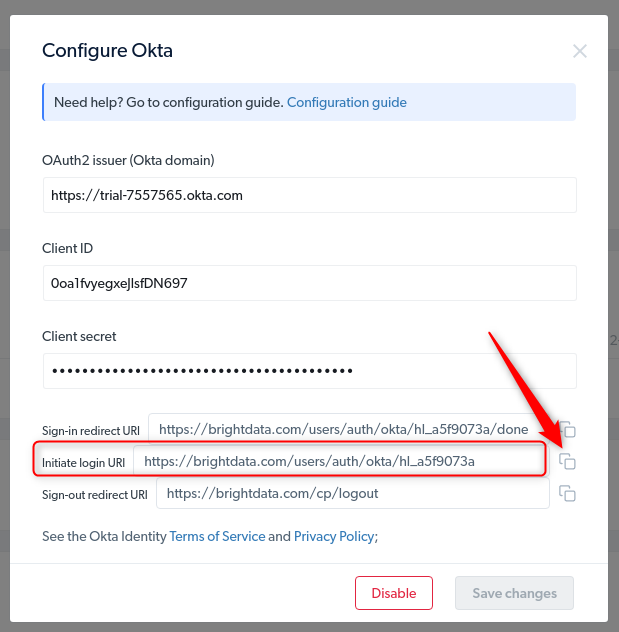 Configure Okta
Need help? Go to configuration guide. Configuration guide
OAuth2 issuer (Okta domain)
https://trial-7557565.okta.com
Client ID
0oa1fvyegxeJlsfDN697
Client secret
••••••••••••••••••••••••••••••••••••••••
Sign-in redirect URI https://brightdata.com/users/auth/okta/hl_a5f9073a/done
Initiate login URI https://brightdata.com/users/auth/okta/hl_a5f9073a
Sign-out redirect URI https://brightdata.com/cp/logout
See the Okta Identity Terms of Service and Privacy Policy;
Disable
Save changes